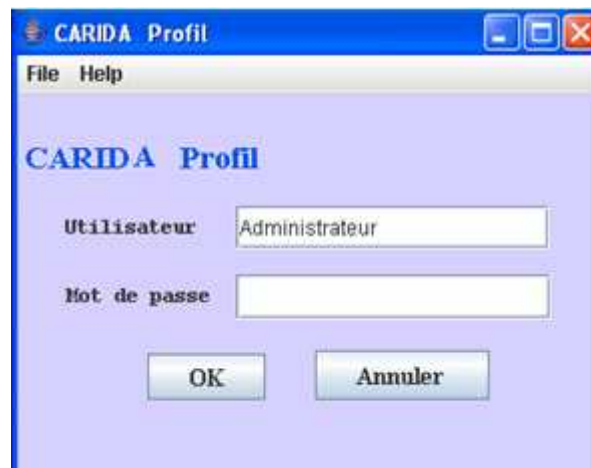 CARIDA Profil
File Help
CARIDA Profil
Utilisateur Administrateur
Mot de passe
OK Annuler